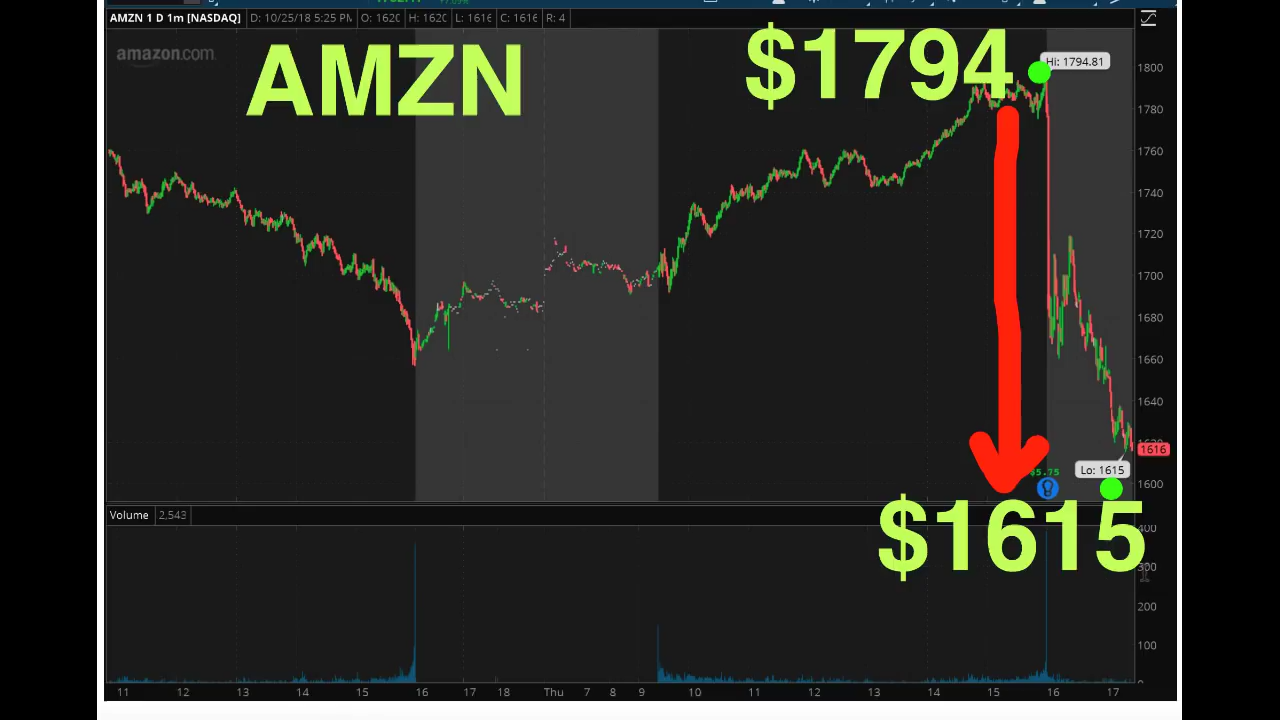 AMZN 1 D 1m [NASDAQ] D: 10/25/18 5:25 PM O: 1620 H: 1620 L: 1616 C: 1616 R: 4
amazon.com
AMZN
$1794
Hi: 1794.81
1800
1780
1760
1740
1720
1700
1680
1660
1640
1616
1600
$5.75
Lo: 1615
$1615
Volume 2,543
400
300
200
100
0
11 12 13 14 15 16 17 18 Thu 7 8 9 10 11 12 13 14 15 16 17